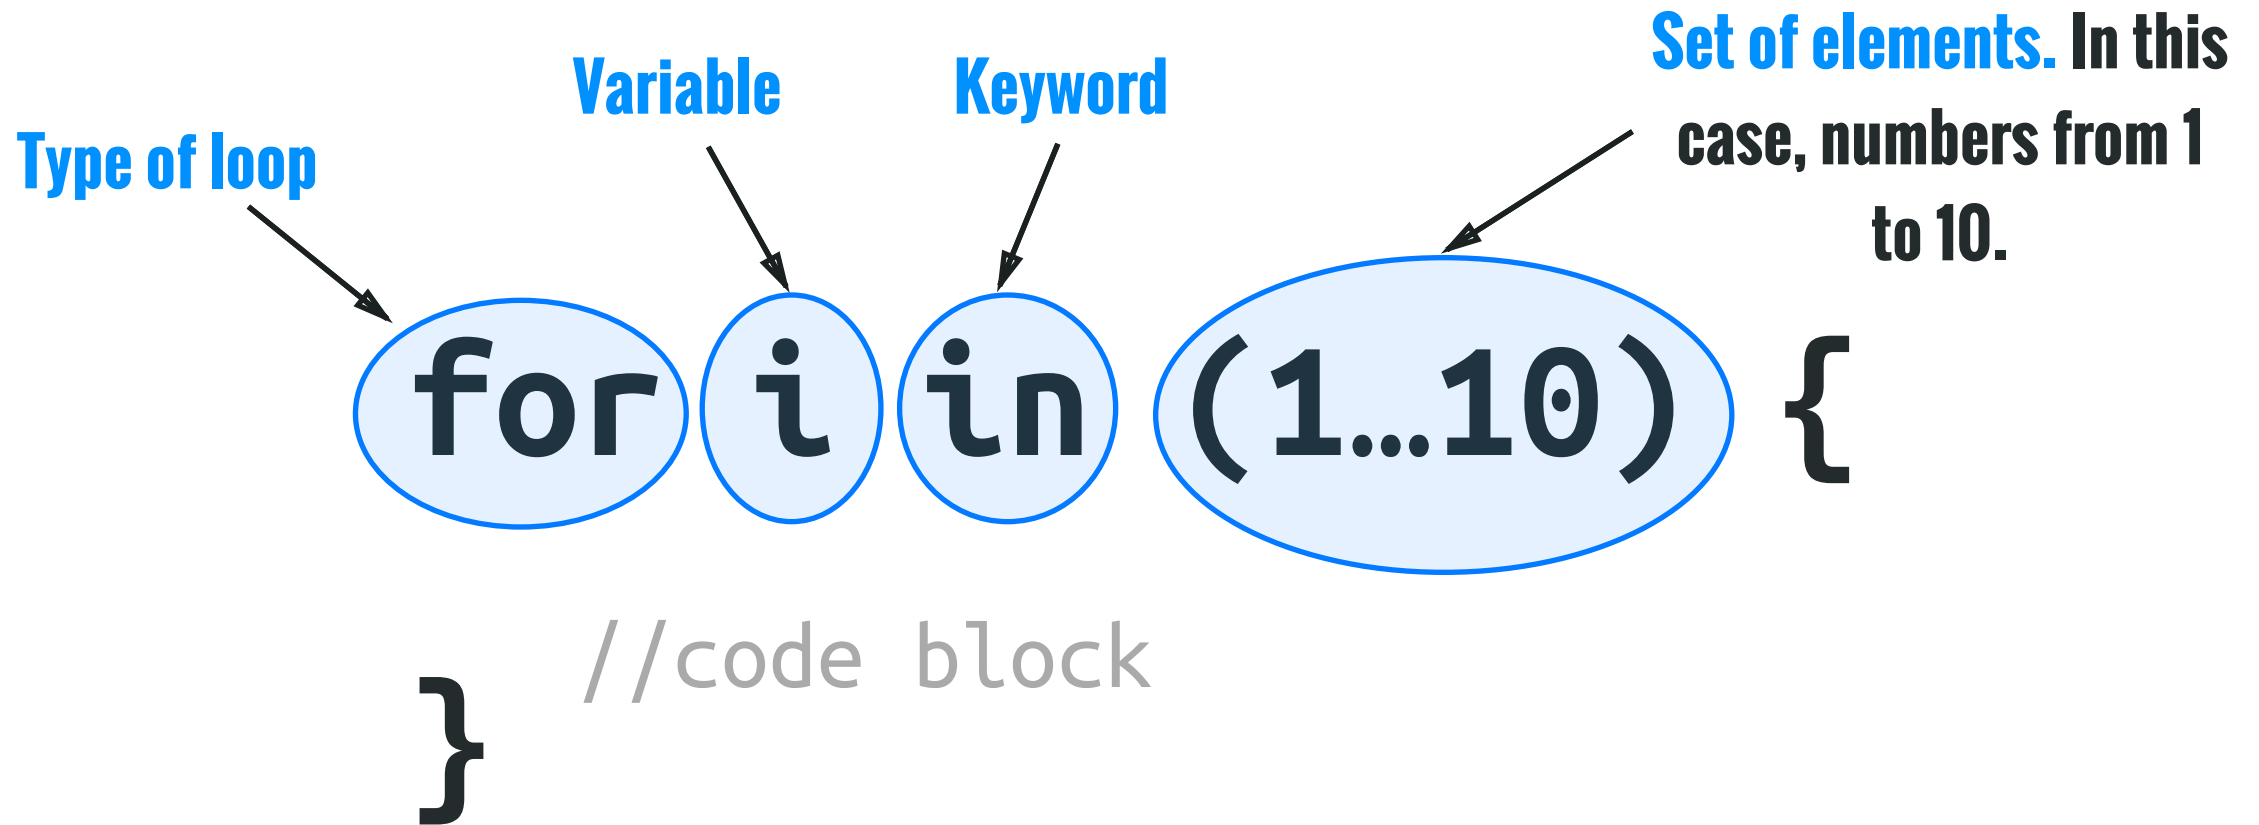 Type of loop
Variable
Keyword
Set of elements. In this
case, numbers from 1
to 10.
for i in (1...10) {
//code block
}